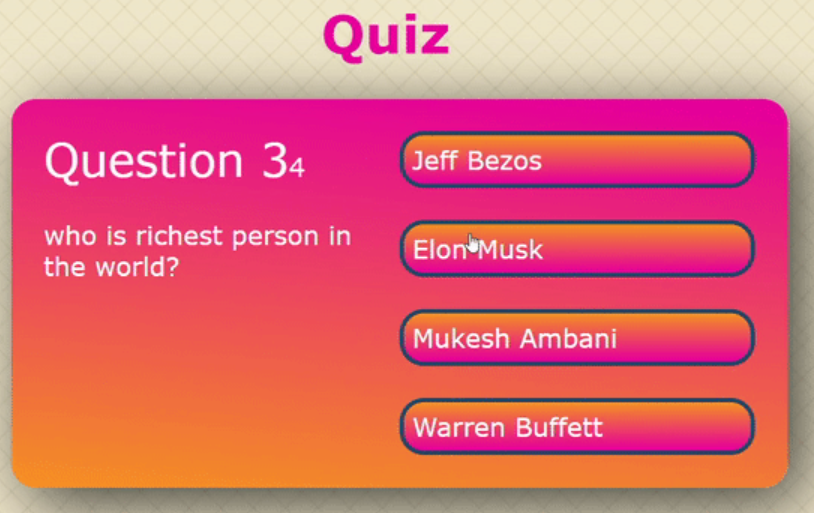 Quiz
Question 34
who is richest person in
the world?
Jeff Bezos
Elon Musk
Mukesh Ambani
Warren Buffett